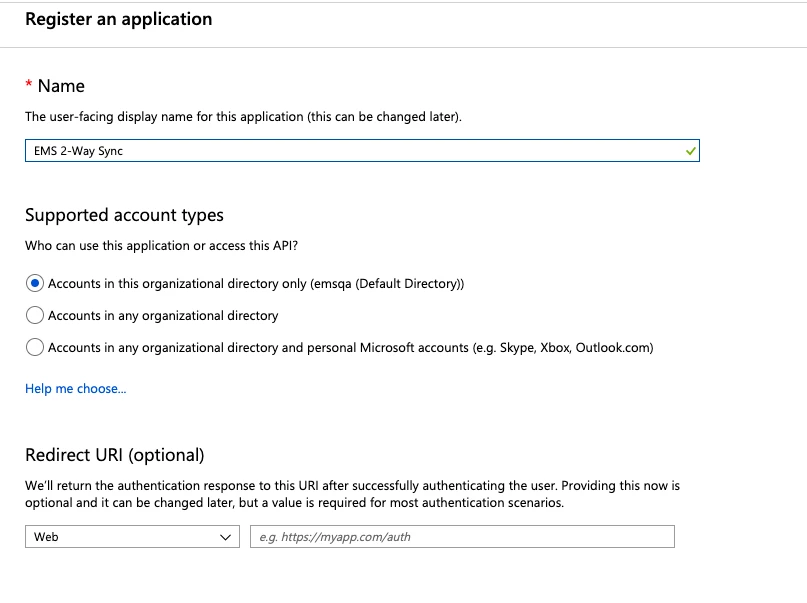 Register an application
* Name
The user-facing display name for this application (this can be changed later).
EMS 2-Way Sync
Supported account types
Who can use this application or access this API?
Accounts in this organizational directory only (emsqa (Default Directory))
Accounts in any organizational directory
Accounts in any organizational directory and personal Microsoft accounts (e.g. Skype, Xbox, Outlook.com)
Help me choose...
Redirect URI (optional)
We'll return the authentication response to this URI after successfully authenticating the user. Providing this now is
optional and it can be changed later, but a value is required for most authentication scenarios.
Web
e.g. https://myapp.com/auth